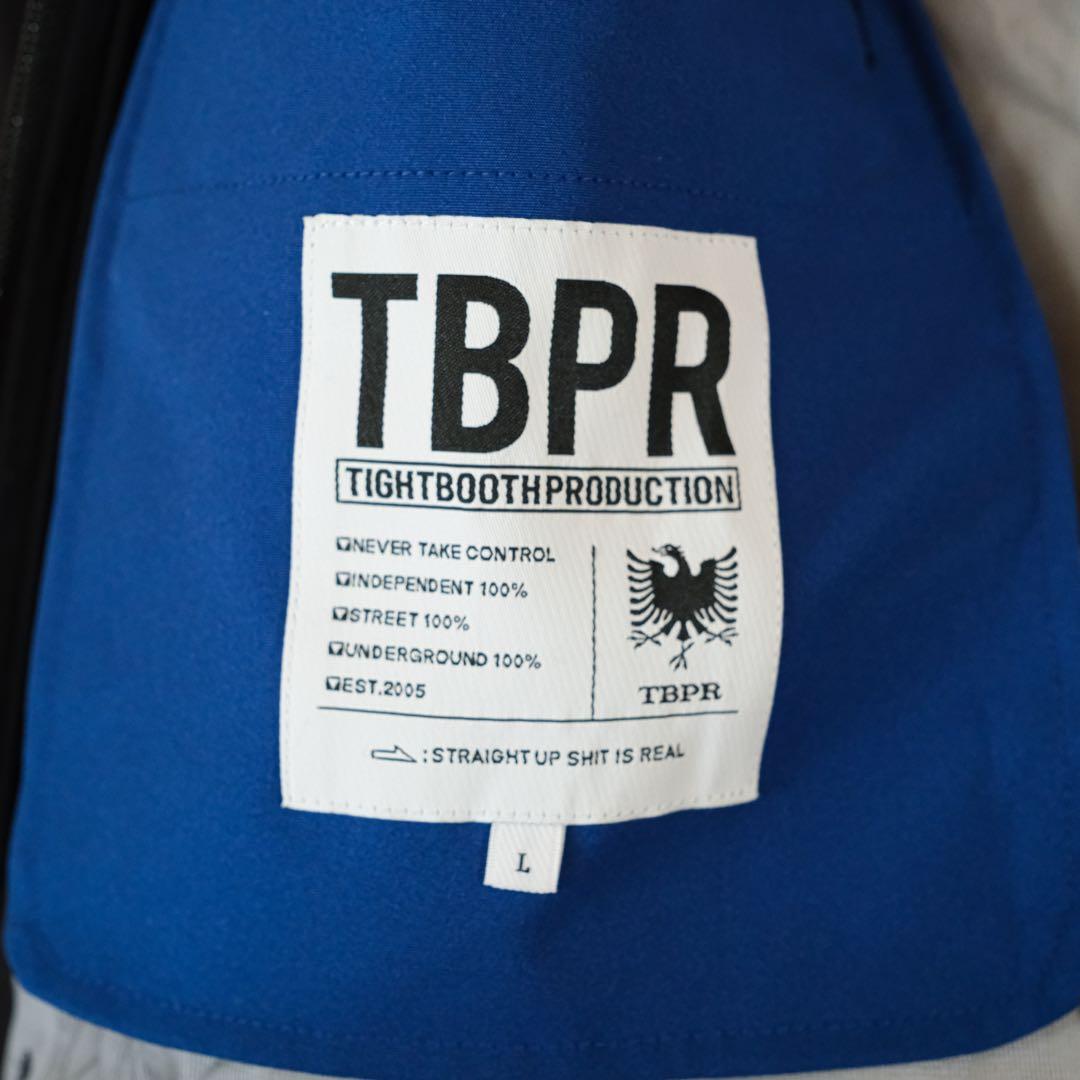 TBPR
TIGHTBOOTHPRODUCTION
NEVER TAKE CONTROL
INDEPENDENT 100%
STREET 100%
UNDERGROUND 100%
EST.2005
TBPR
:STRAIGHT UP SHIT IS REAL
L